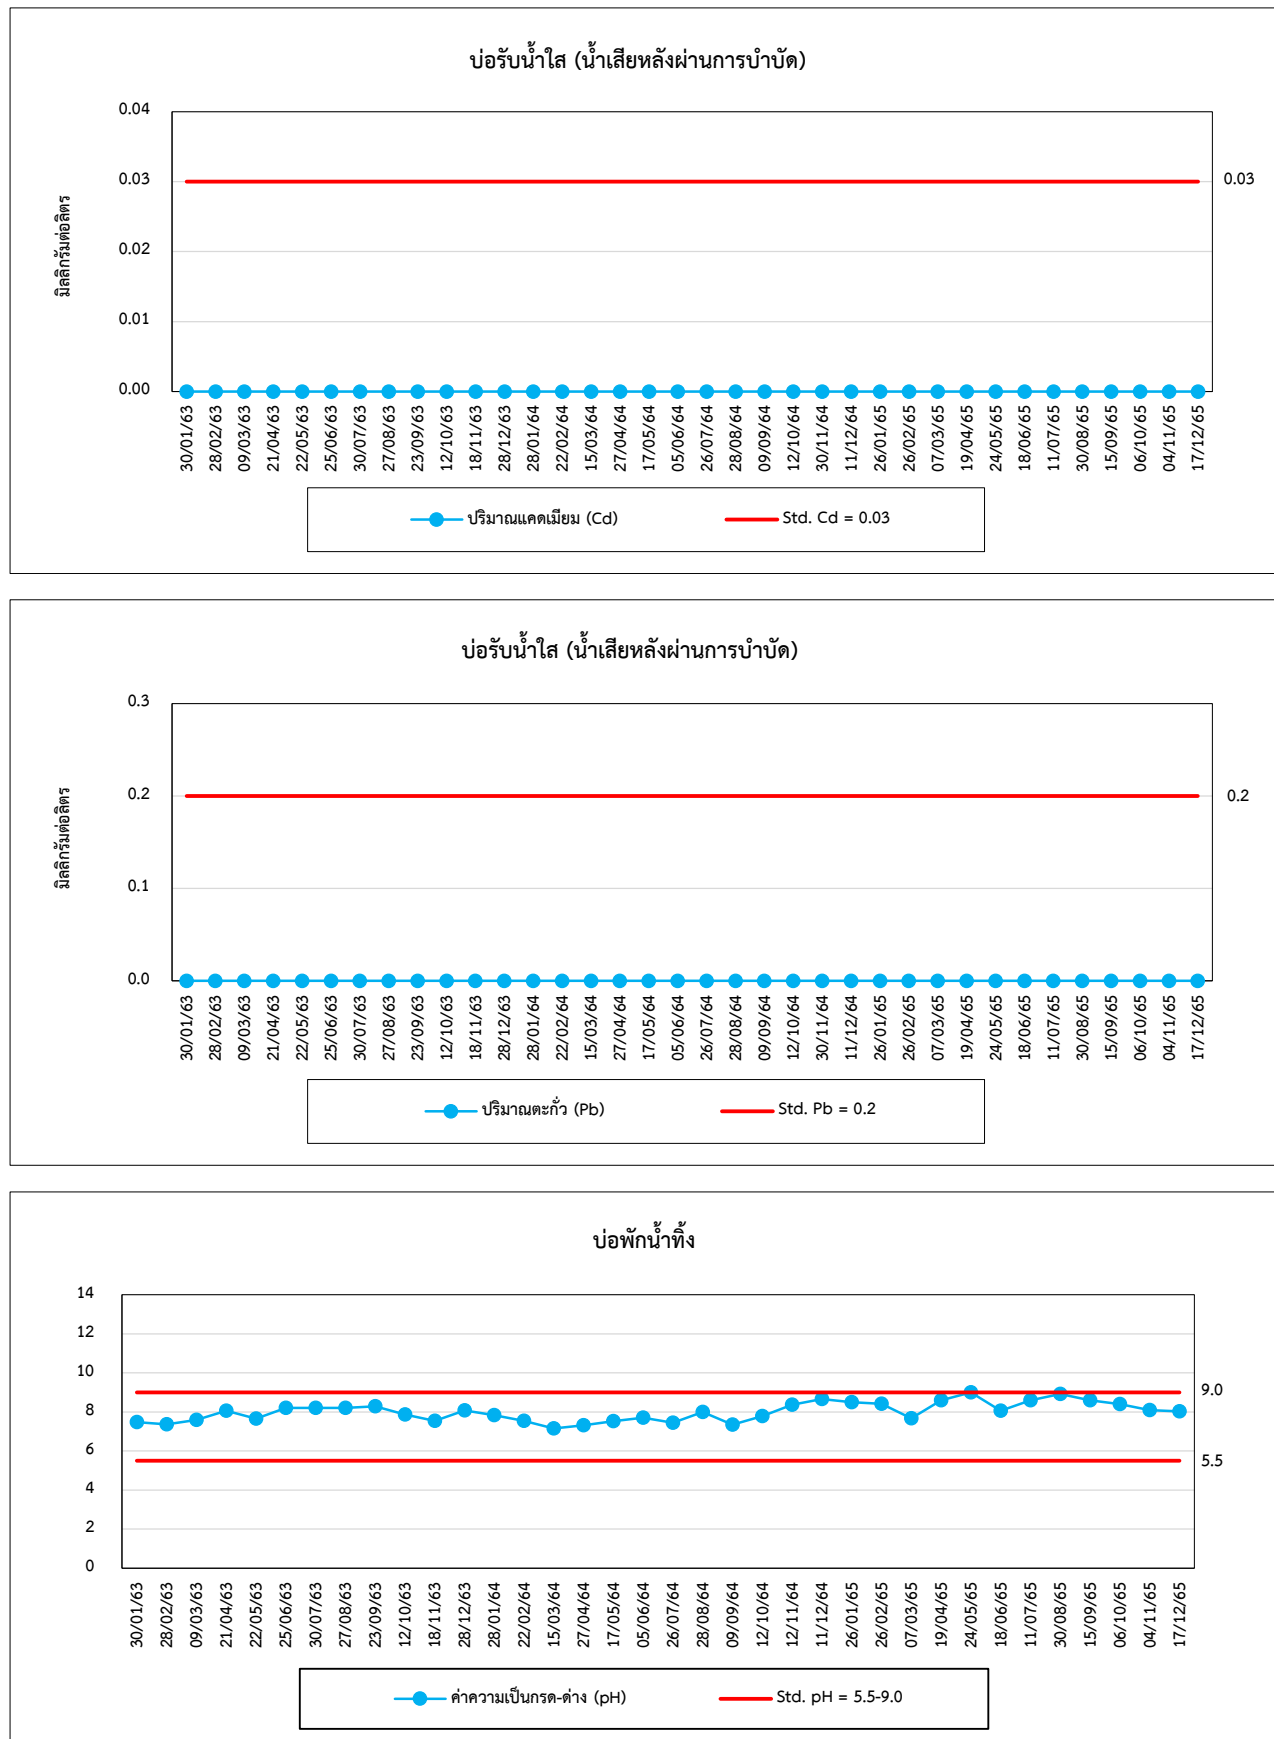 บ่อรับน้ำใส (น้ำเสียหลังผ่านการบำบัด)
มิลลิกรัมต่อลิตร
0.04
0.03
0.02
0.01
0.00
0.03
30/01/63 28/02/63 09/03/63 21/04/63 22/05/63 25/06/63 30/07/63 27/08/63 23/09/63 12/10/63 18/11/63 28/12/63 28/01/64 22/02/64 15/03/64 27/04/64 17/05/64 05/06/64 26/07/64 28/08/64 09/09/64 12/10/64 30/11/64 11/12/64 26/01/65 26/02/65 07/03/65 19/04/65 24/05/65 18/06/65 11/07/65 30/08/65 15/09/65 06/10/65 04/11/65 17/12/65
ปริมาณแคดเมียม (Cd) Std. Cd = 0.03
บ่อรับน้ำใส (น้ำเสียหลังผ่านการบำบัด)
มิลลิกรัมต่อลิตร
0.3
0.2
0.1
0.0
0.2
30/01/63 28/02/63 09/03/63 21/04/63 22/05/63 25/06/63 30/07/63 27/08/63 23/09/63 12/10/63 18/11/63 28/12/63 28/01/64 22/02/64 15/03/64 27/04/64 17/05/64 05/06/64 26/07/64 28/08/64 09/09/64 12/10/64 30/11/64 11/12/64 26/01/65 26/02/65 07/03/65 19/04/65 24/05/65 18/06/65 11/07/65 30/08/65 15/09/65 06/10/65 04/11/65 17/12/65
ปริมาณตะกั่ว (Pb) Std. Pb = 0.2
บ่อพักน้ำทิ้ง
14
12
10
8
6
4
2
0
9.0
5.5
30/01/63 28/02/63 09/03/63 21/04/63 22/05/63 25/06/63 30/07/63 27/08/63 23/09/63 12/10/63 18/11/63 28/12/63 28/01/64 22/02/64 15/03/64 27/04/64 17/05/64 05/06/64 26/07/64 28/08/64 09/09/64 12/10/64 12/11/64 11/12/64 26/01/65 26/02/65 07/03/65 19/04/65 24/05/65 18/06/65 11/07/65 30/08/65 15/09/65 06/10/65 04/11/65 17/12/65
ค่าความเป็นกรด-ด่าง (pH) Std. pH = 5.5-9.0